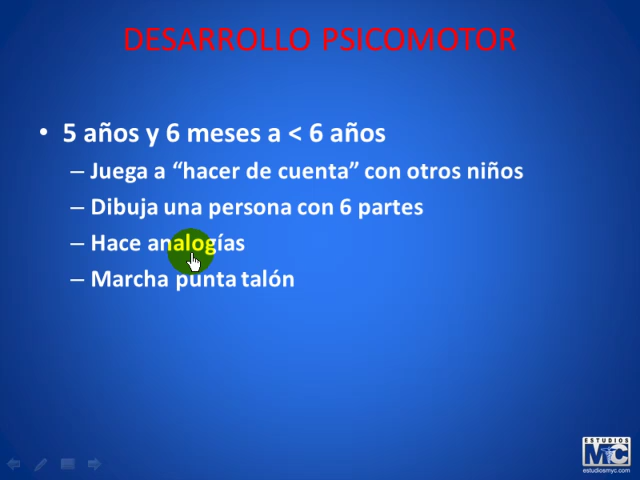 DESARROLLO PSICOMOTOR
• 5 años y 6 meses a < 6 años
– Juega a “hacer de cuenta” con otros niños
– Dibuja una persona con 6 partes
– Hace analogías
– Marcha punta talón
ESTUDIOS
MyC
estudiosmyc.com